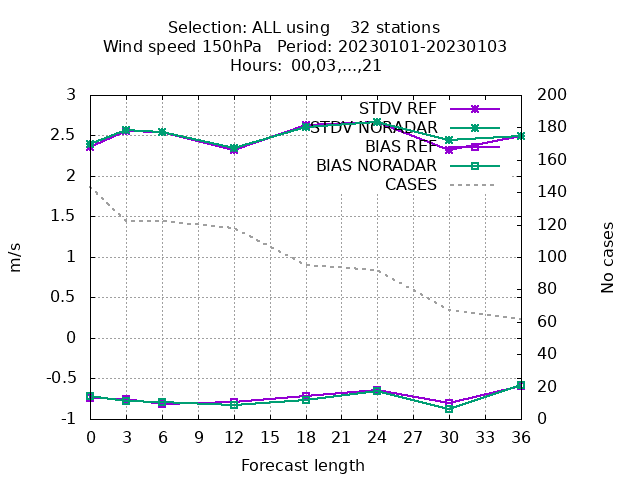 Selection: ALL using    32 stations
Wind speed 150hPa   Period: 20230101-20230103
Hours: 00,03,...,21
STDV REF
STDV NORADAR
BIAS REF
BIAS NORADAR
CASES
m/s
3
2.5
2
1.5
1
0.5
0
-0.5
-1
200
180
160
140
120
100
80
60
40
20
0
No cases
0 3 6 9 12 15 18 21 24 27 30 33 36
Forecast length